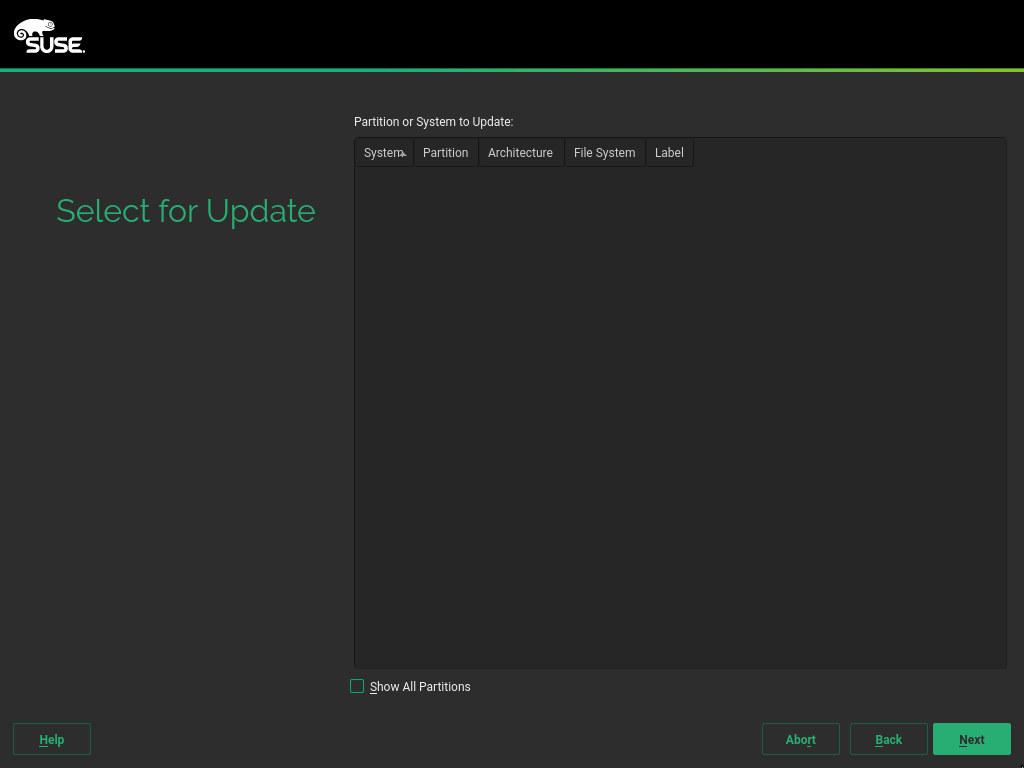 SUSE.
Partition or System to Update:
System Partition Architecture File System Label
Select for Update
Show All Partitions
Help Abort Back Next